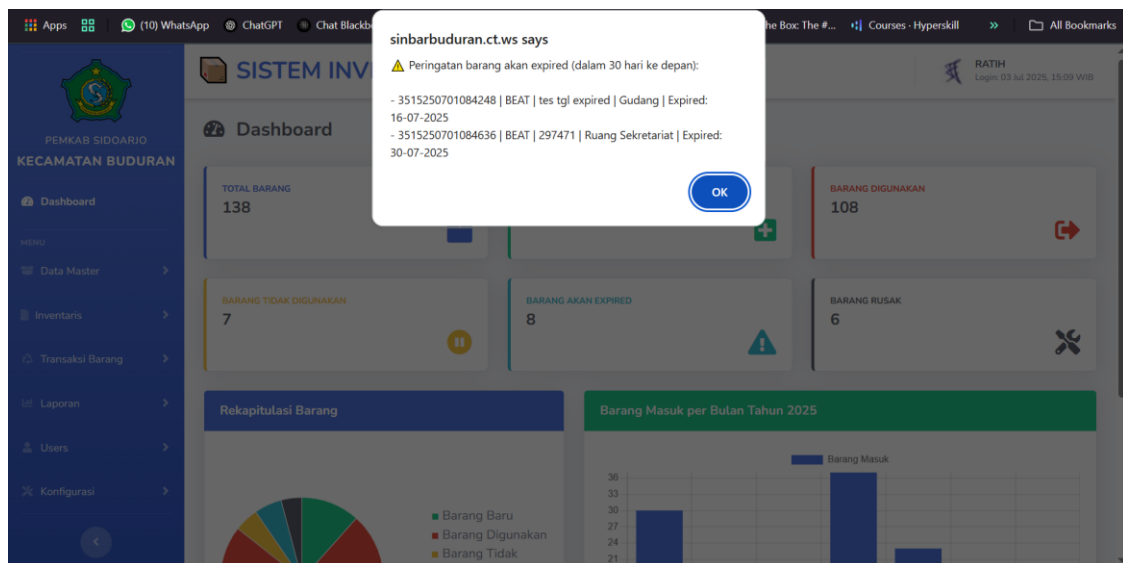 Apps
(10) WhatsApp
ChatGPT
Chat Blackb
he Box: The #...
Courses - Hyperskill
»
All Bookmarks
sinbarbuduran.ct.ws says
Peringatan barang akan expired (dalam 30 hari ke depan):
- 3515250701084248 | BEAT | tes tgl expired | Gudang | Expired:
16-07-2025
- 3515250701084636 | BEAT | 297471 | Ruang Sekretariat | Expired:
30-07-2025
OK
PEMKAB SIDOARJO
KECAMATAN BUDURAN
Dashboard
MENU
Data Master
Inventaris
Transaksi Barang
Laporan
Users
Konfigurasi
SISTEM INV
RATIH
Login: 03 Jul 2025, 15:09 WIB
Dashboard
TOTAL BARANG
138
BARANG DIGUNAKAN
108
BARANG TIDAK DIGUNAKAN
7
BARANG AKAN EXPIRED
8
BARANG RUSAK
6
Rekapitulasi Barang
Barang Baru
Barang Digunakan
Barang Tidak
Barang Masuk per Bulan Tahun 2025
Barang Masuk
36
33
30
27
24
21